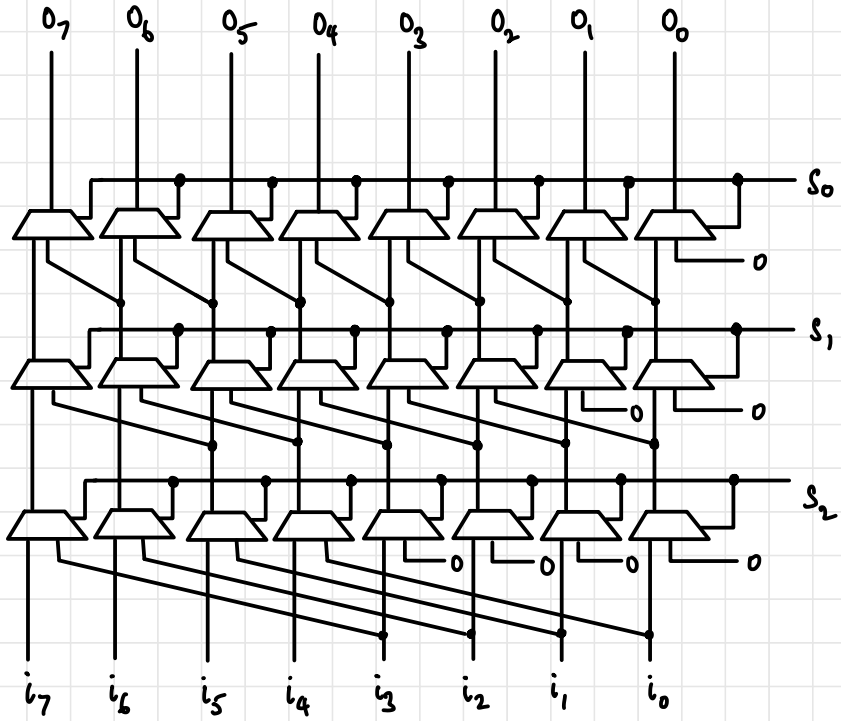 O₇ O₆ O₅ O₄ O₃ O₂ O₁ O₀
S₀
0
S₁
0 0
S₂
0 0 0 0
i₇ i₆ i₅ i₄ i₃ i₂ i₁ i₀